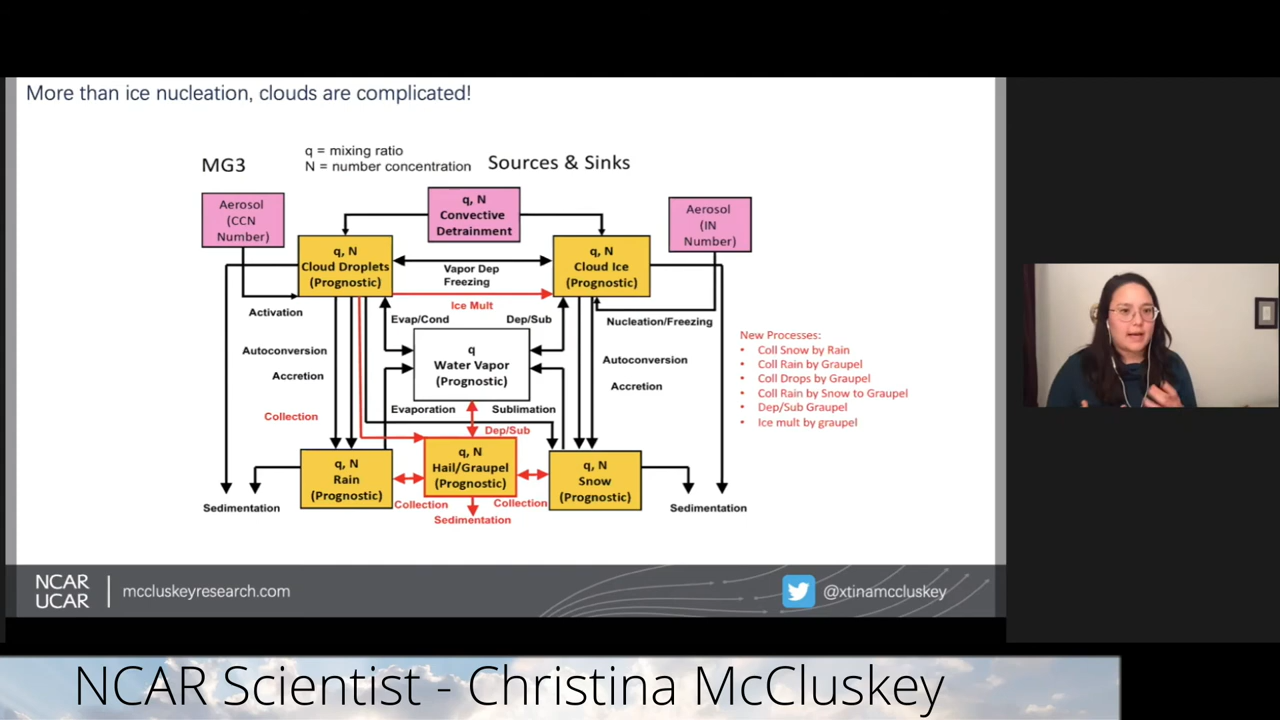 More than ice nucleation, clouds are complicated!
MG3
q = mixing ratio
N = number concentration
Sources & Sinks
Aerosol
(CCN
Number)
q, N
Convective
Detrainment
Aerosol
(IN
Number)
q, N
Cloud Droplets
(Prognostic)
Vapor Dep
Freezing
q, N
Cloud Ice
(Prognostic)
Ice Mult
Activation
Evap/Cond
Dep/Sub
Nucleation/Freezing
q
Water Vapor
(Prognostic)
Autoconversion
Accretion
Collection
Autoconversion
Accretion
Evaporation
Sublimation
Dep/Sub
q, N
Rain
(Prognostic)
q, N
Hail/Graupel
(Prognostic)
q, N
Snow
(Prognostic)
Collection
Collection
Sedimentation
Sedimentation
Sedimentation
New Processes:
• Coll Snow by Rain
• Coll Rain by Graupel
• Coll Drops by Graupel
• Coll Rain by Snow to Graupel
• Dep/Sub Graupel
• Ice mult by graupel
NCAR
UCAR
mccluskeyresearch.com
@xtinamccluskey
NCAR Scientist - Christina McCluskey